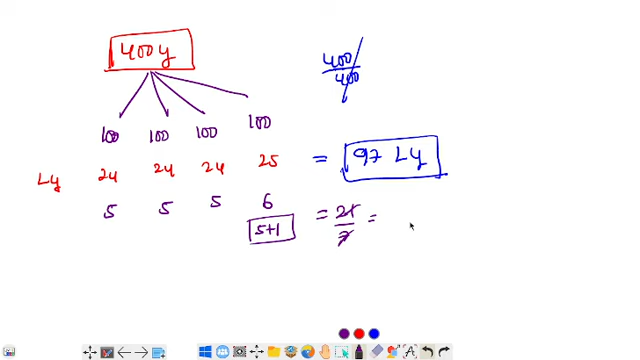 400y
400/400
100 100 100 100
Ly 24 24 24 25 = 97 Ly
5 5 5 6 = 21/7 =
5+1